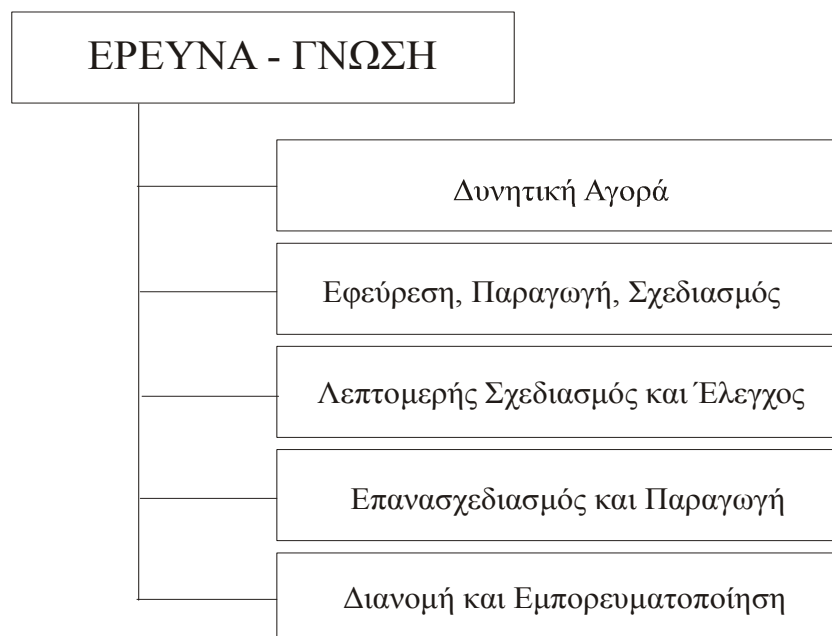 ΕΡΕΥΝΑ - ΓΝΩΣΗ
Δυνητική Αγορά
Εφεύρεση, Παραγωγή, Σχεδιασμός
Λεπτομερής Σχεδιασμός και Έλεγχος
Επανασχεδιασμός και Παραγωγή
Διανομή και Εμπορευματοποίηση